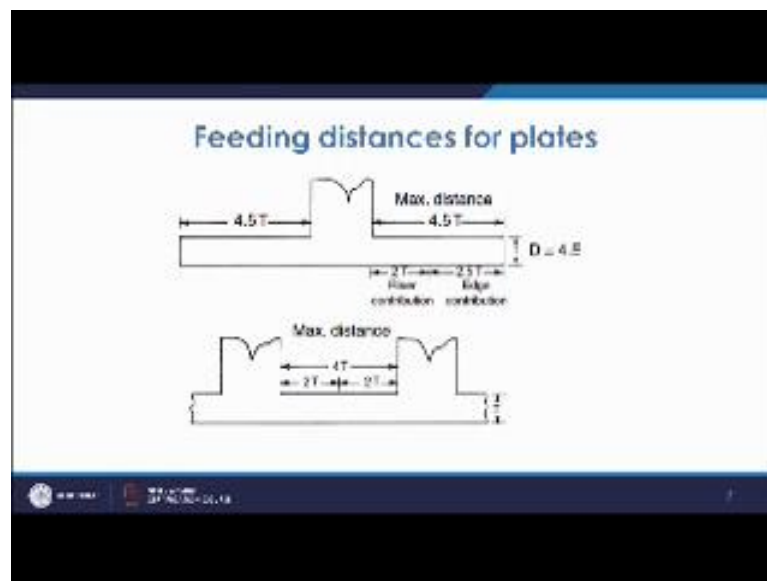 Feeding distances for plates
Max. distance
4.5T 4.5T
D = 4.5
2T 2.5T
Riser Edge
contribution contribution
Max. distance
4T
2T 2T